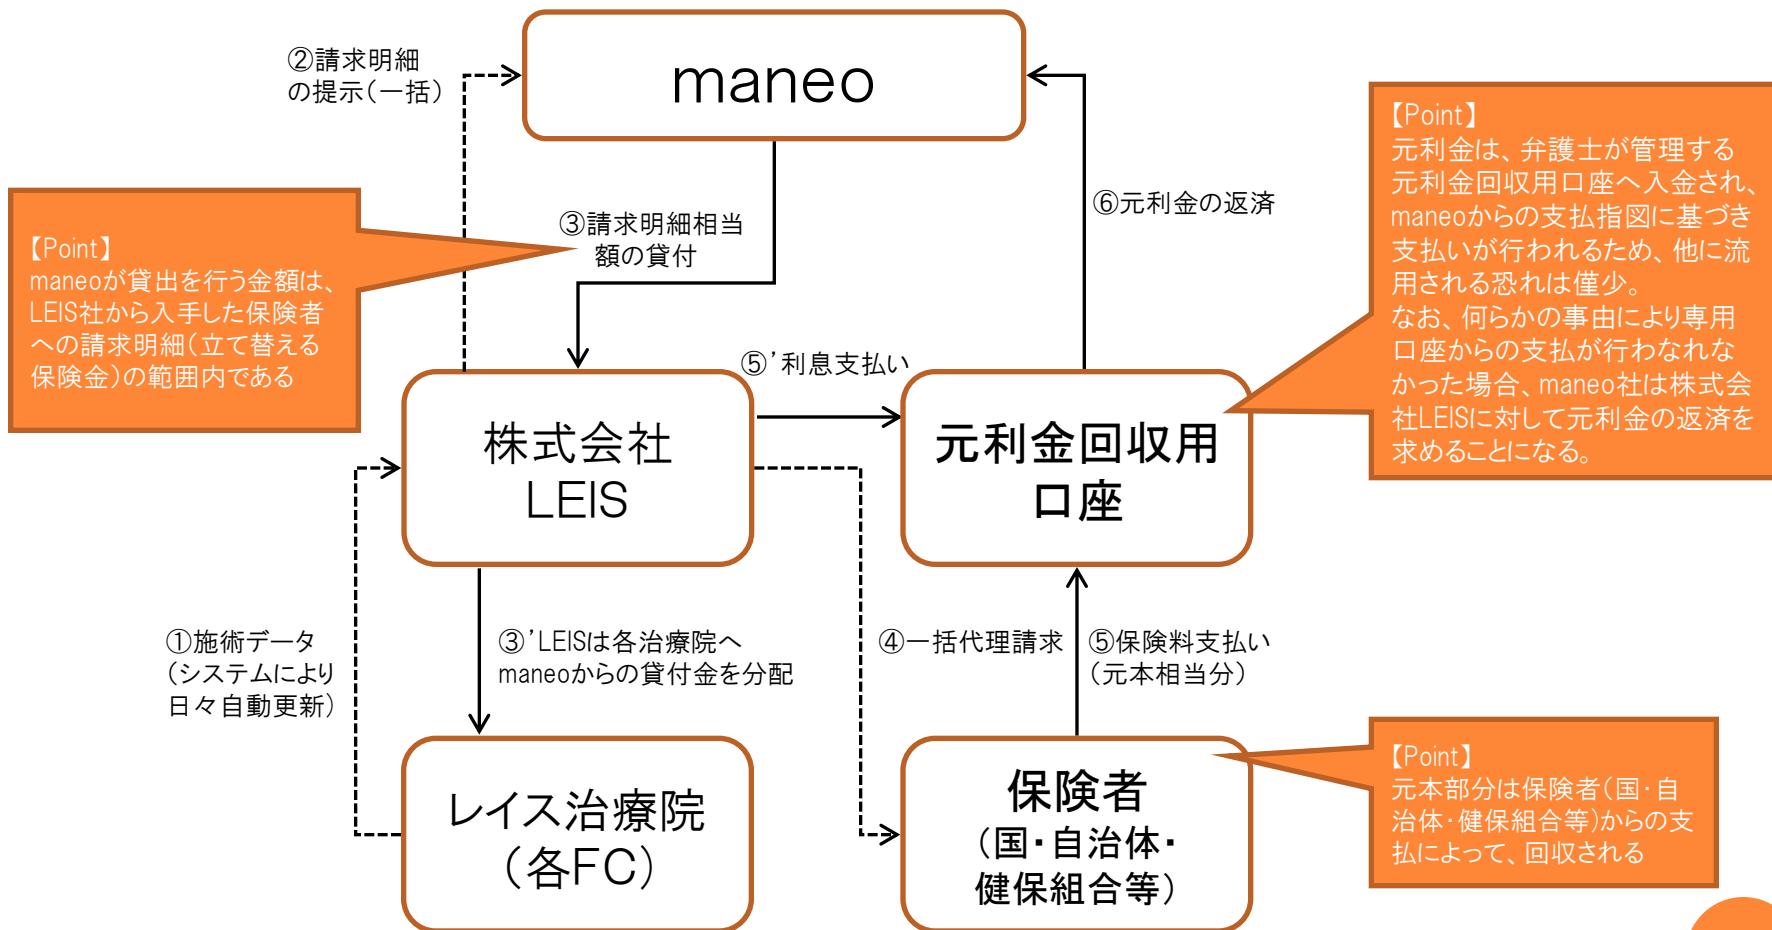 maneo
②請求明細
の提示(一括)
【Point】
maneoが貸出を行う金額は、
LEIS社から入手した保険者
への請求明細(立て替える
保険金)の範囲内である
③請求明細相当
額の貸付
⑥元利金の返済
【Point】
元利金は、弁護士が管理する
元利金回収用口座へ入金され、
maneoからの支払指図に基づき
支払いが行われるため、他に流
用される恐れは僅少。
なお、何らかの事由により専用
口座からの支払が行わなれな
かった場合、maneo社は株式会
社LEISに対して元利金の返済を
求めることになる。
株式会社
LEIS
⑤’利息支払い
元利金回収用
口座
①施術データ
(システムにより
日々自動更新)
③’LEISは各治療院へ
maneoからの貸付金を分配
④一括代理請求
⑤保険料支払い
(元本相当分)
レイス治療院
(各FC)
保険者
(国・自治体・
健保組合等)
【Point】
元本部分は保険者(国・自
治体・健保組合等)からの支
払によって、回収される